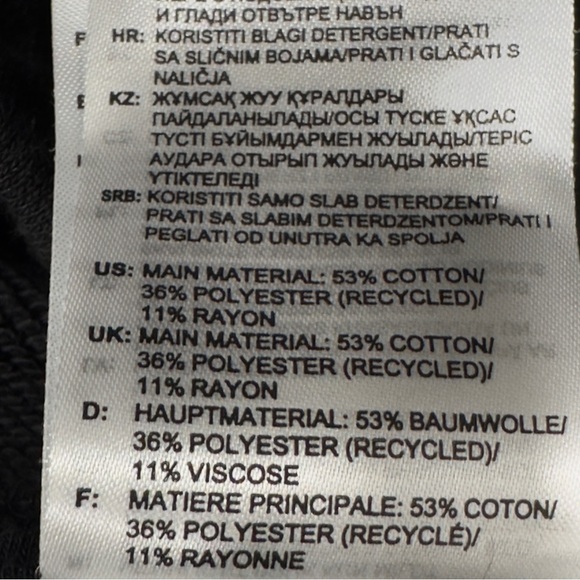 И ГЛАДИ ОТВЪТРЕ НАВЪН
HR: KORISTITI BLAGI DETERGENT/PRATI
SA SLIČNIM BOJAMA/PRATI I GLAČATI S
NALIČJA
KZ: ЖҰМСАҚ ЖУУ ҚҰРАЛДАРЫ
ПАЙДАЛАНЫЛАДЫ/ОСЫ ТҮСКЕ ҰҚСАС
ТҮСТІ БҰЙЫМДАРМЕН ЖУЫЛАДЫ/ТЕРІС
АУДАРА ОТЫРЫП ЖУЫЛАДЫ ЖӘНЕ
ҮТІКТЕЛЕДІ
SRB: KORISTITI SAMO SLAB DETERDŽENT/
PRATI SA SLABIM DETERDZENTOM/PRATI I
PEGLATI OD UNUTRA KA SPOLJA
US: MAIN MATERIAL: 53% COTTON/
36% POLYESTER (RECYCLED)/
11% RAYON
UK: MAIN MATERIAL: 53% COTTON/
36% POLYESTER (RECYCLED)/
11% RAYON
D: HAUPTMATERIAL: 53% BAUMWOLLE/
36% POLYESTER (RECYCLED)/
11% VISCOSE
F: MATIERE PRINCIPALE: 53% COTON/
36% POLYESTER (RECYCLÉ)/
11% RAYONNE